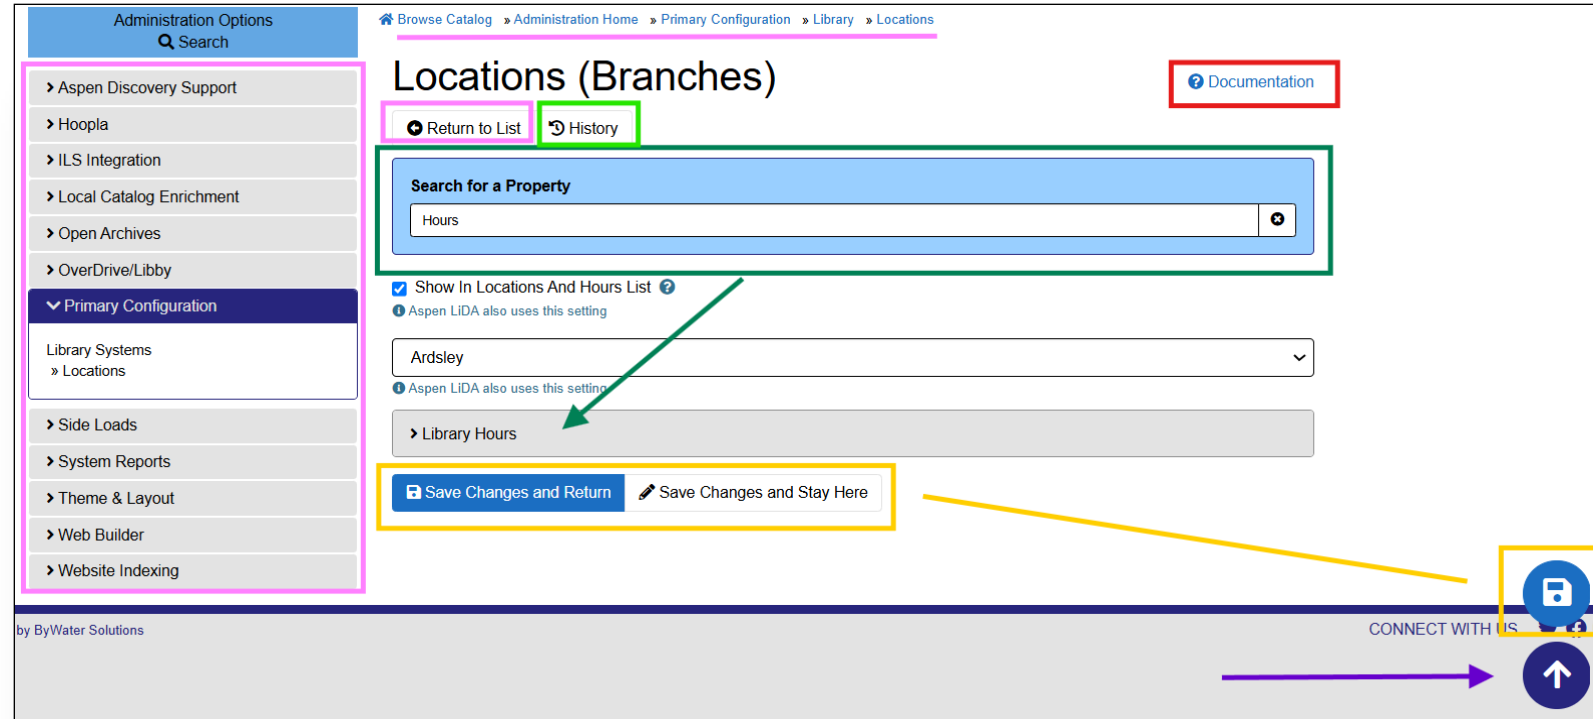 Administration Options
Search
Browse Catalog » Administration Home » Primary Configuration » Library » Locations
Locations (Branches)
Documentation
Return to List
History
Aspen Discovery Support
Hoopla
ILS Integration
Local Catalog Enrichment
Open Archives
OverDrive/Libby
Primary Configuration
Library Systems
» Locations
Side Loads
System Reports
Theme & Layout
Web Builder
Website Indexing
Search for a Property
Hours
Show In Locations And Hours List
Aspen LiDA also uses this setting
Ardsley
Aspen LiDA also uses this setting
Library Hours
Save Changes and Return
Save Changes and Stay Here
by ByWater Solutions
CONNECT WITH US